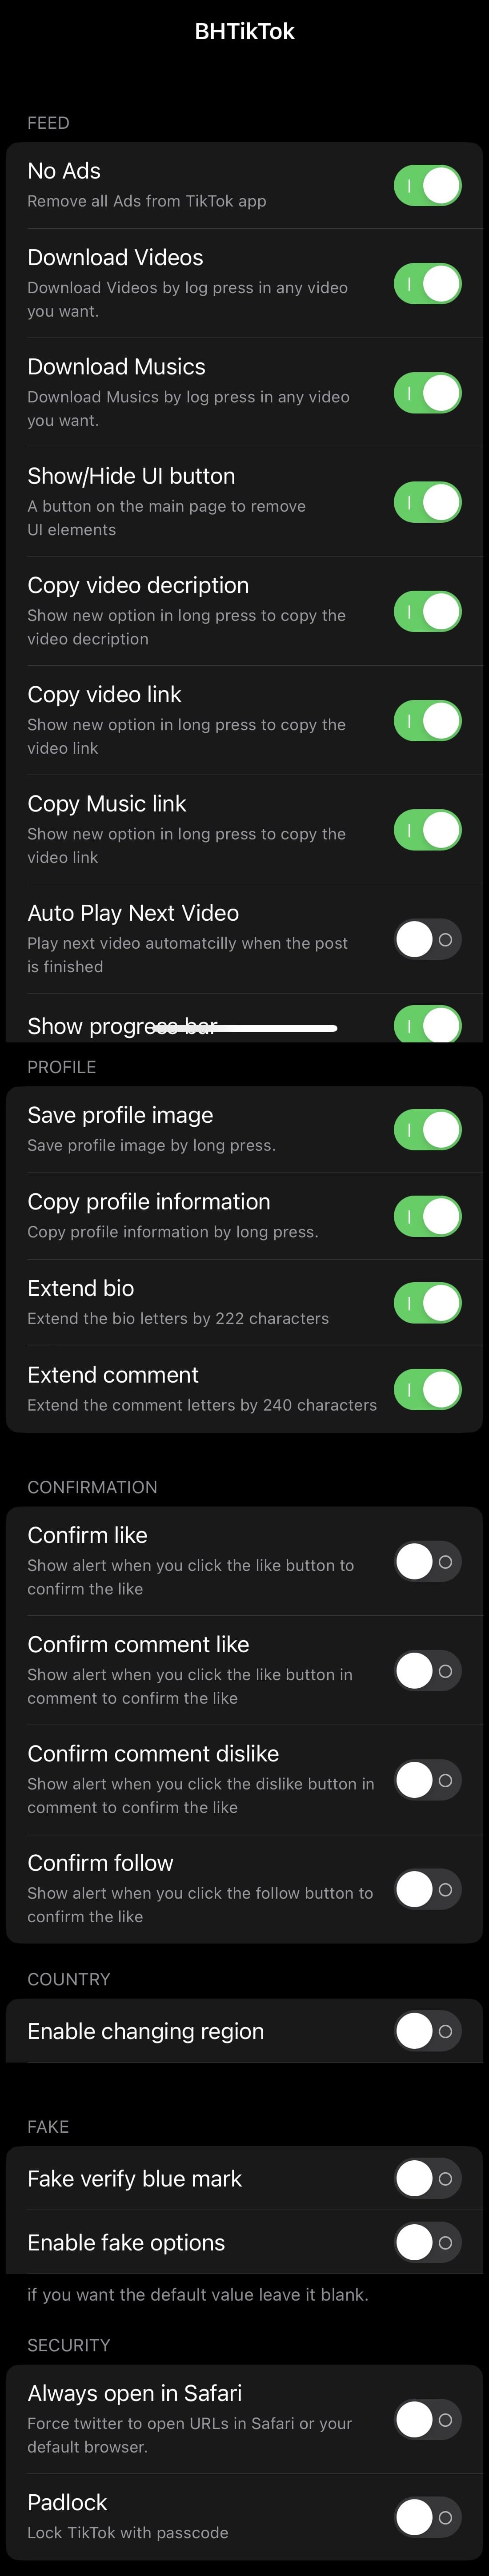 BHTikTok
FEED
No Ads
Remove all Ads from TikTok app
Download Videos
Download Videos by log press in any video
you want.
Download Musics
Download Musics by log press in any video
you want.
Show/Hide UI button
A button on the main page to remove
UI elements
Copy video decription
Show new option in long press to copy the
video decription
Copy video link
Show new option in long press to copy the
video link
Copy Music link
Show new option in long press to copy the
video link
Auto Play Next Video
Play next video automatcilly when the post
is finished
Show progress bar
PROFILE
Save profile image
Save profile image by long press.
Copy profile information
Copy profile information by long press.
Extend bio
Extend the bio letters by 222 characters
Extend comment
Extend the comment letters by 240 characters
CONFIRMATION
Confirm like
Show alert when you click the like button to
confirm the like
Confirm comment like
Show alert when you click the like button in
comment to confirm the like
Confirm comment dislike
Show alert when you click the dislike button in
comment to confirm the like
Confirm follow
Show alert when you click the follow button to
confirm the like
COUNTRY
Enable changing region
FAKE
Fake verify blue mark
Enable fake options
if you want the default value leave it blank.
SECURITY
Always open in Safari
Force twitter to open URLs in Safari or your
default browser.
Padlock
Lock TikTok with passcode